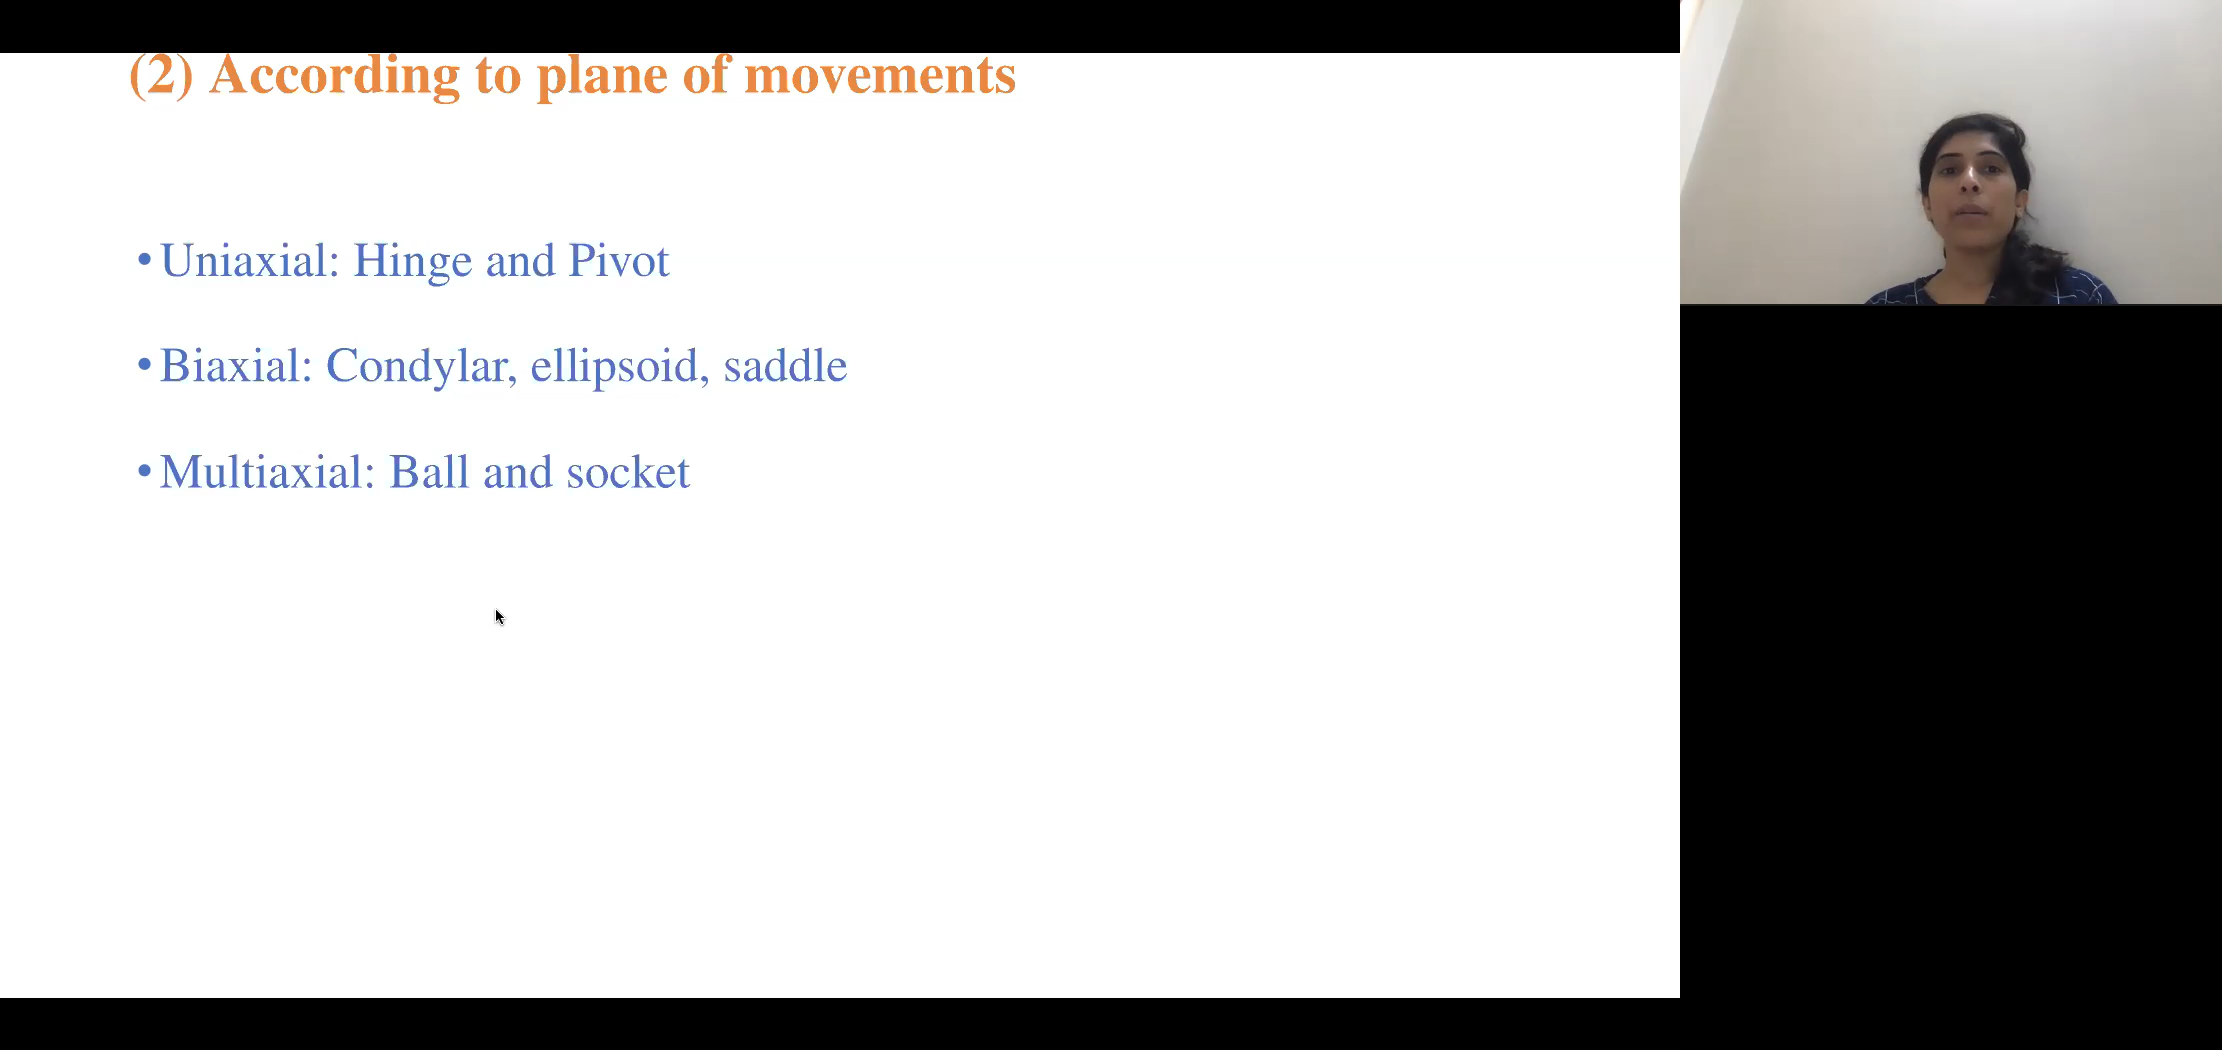 (2) According to plane of movements
•Uniaxial: Hinge and Pivot
•Biaxial: Condylar, ellipsoid, saddle
•Multiaxial: Ball and socket